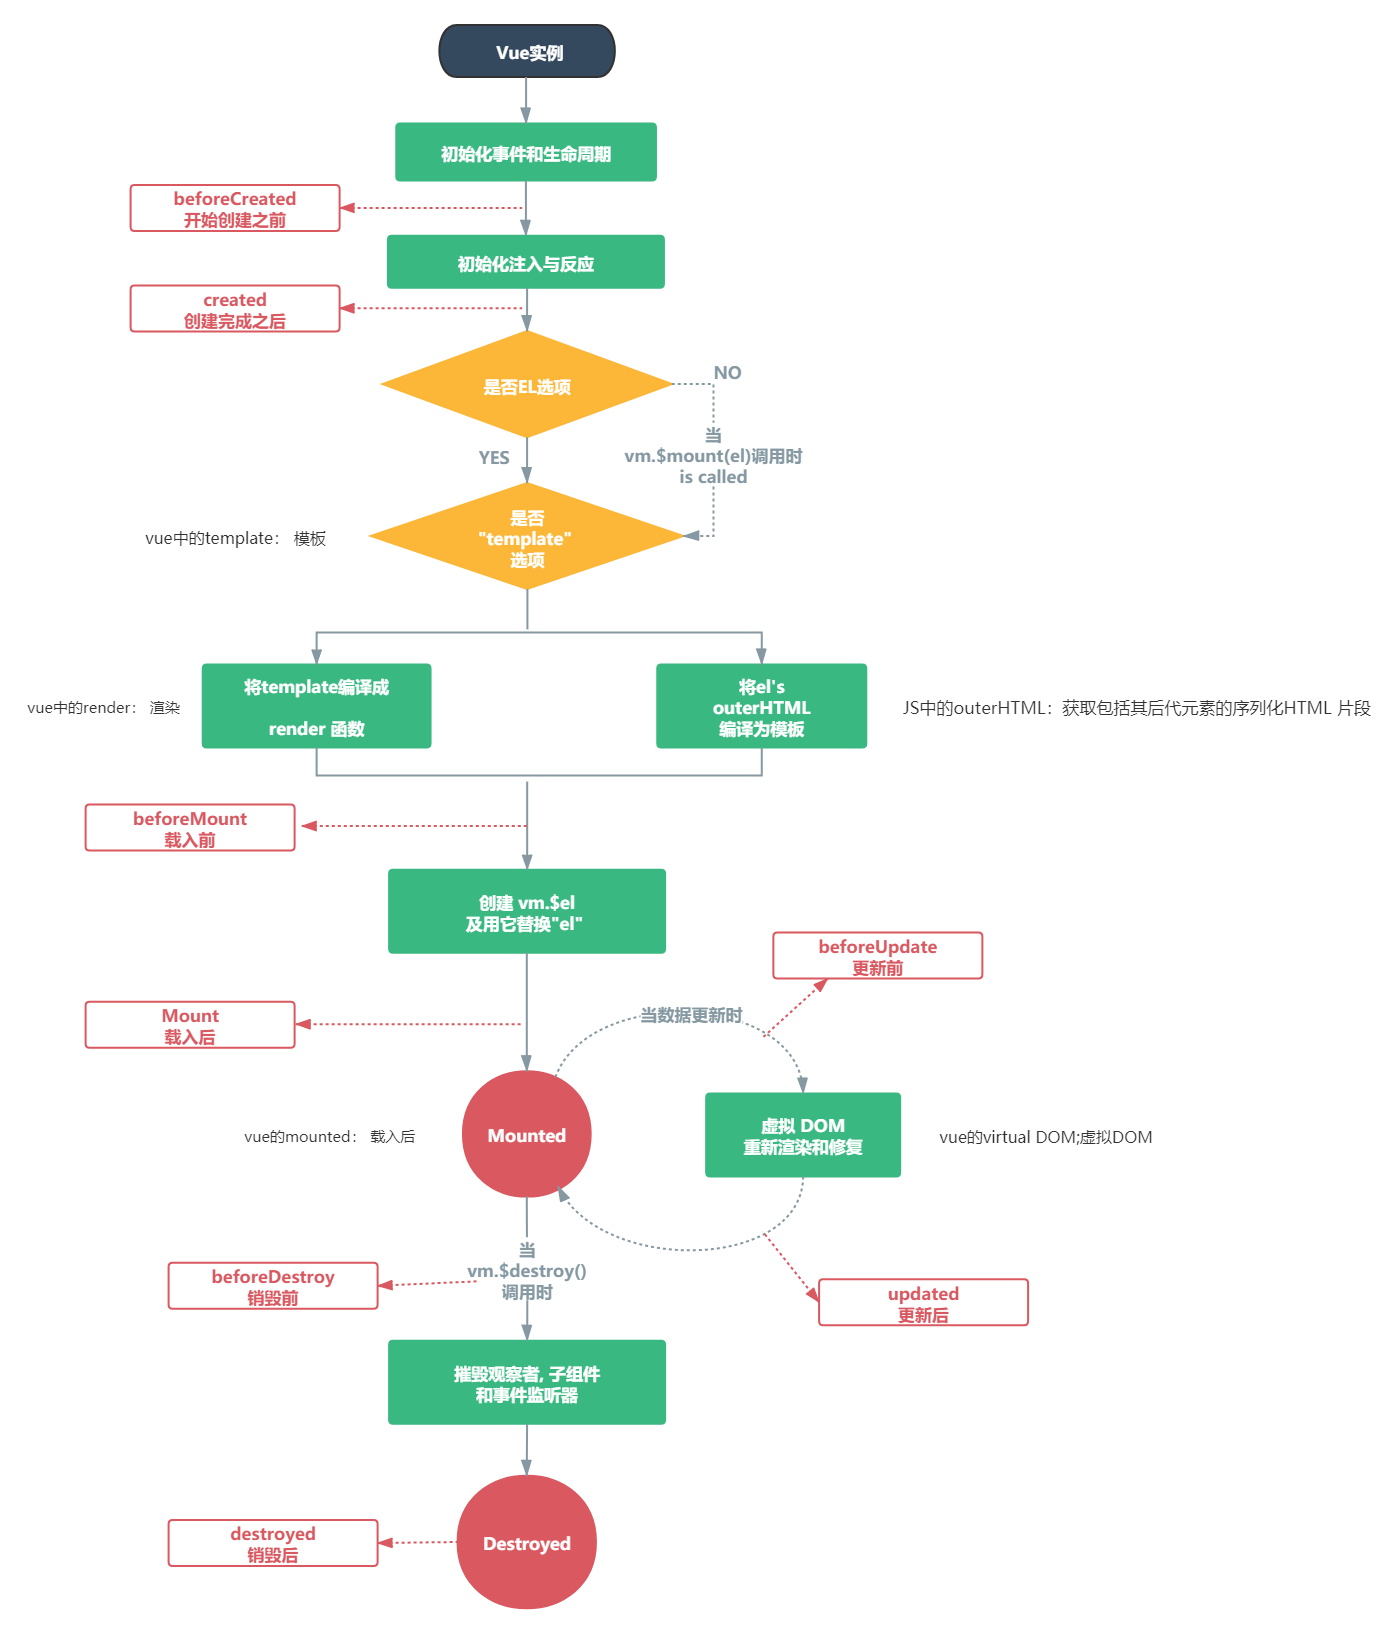 Vue实例
初始化事件和生命周期
beforeCreated
开始创建之前
初始化注入与反应
created
创建完成之后
是否EL选项
NO
YES
当
vm.$mount(el)调用时
is called
是否
"template"
选项
vue中的template： 模板
将template编译成
render 函数
vue中的render： 渲染
将el's
outerHTML
编译为模板
JS中的outerHTML：获取包括其后代元素的序列化HTML 片段
beforeMount
载入前
创建 vm.$el
及用它替换"el"
beforeUpdate
更新前
Mount
载入后
当数据更新时
Mounted
vue的mounted： 载入后
虚拟 DOM
重新渲染和修复
vue的virtual DOM;虚拟DOM
当
vm.$destroy()
调用时
beforeDestroy
销毁前
updated
更新后
摧毁观察者, 子组件
和事件监听器
Destroyed
destroyed
销毁后